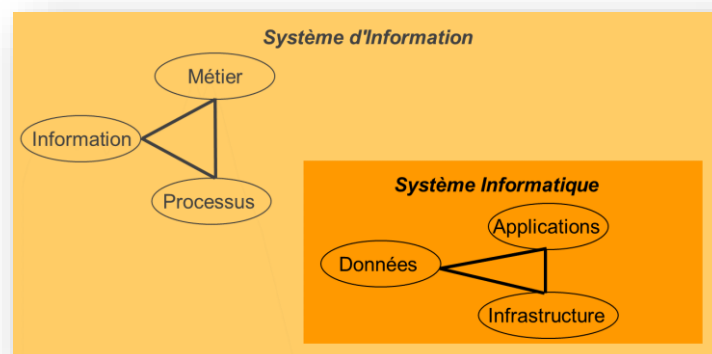 Système d'Information
Métier
Information
Processus
Système Informatique
Applications
Données
Infrastructure